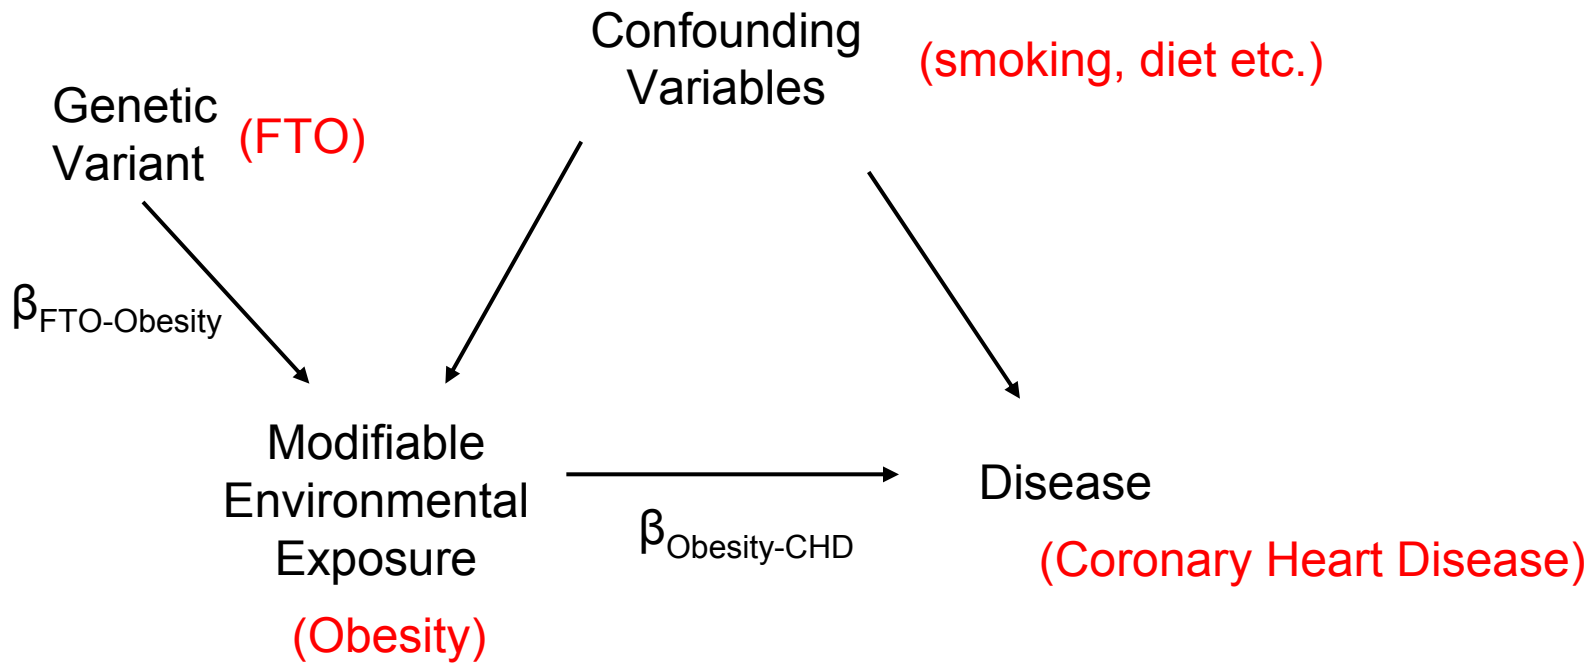 Confounding
Variables
(smoking, diet etc.)
Genetic
Variant
(FTO)
βFTO-Obesity
Modifiable
Environmental
Exposure
(Obesity)
βObesity-CHD
Disease
(Coronary Heart Disease)